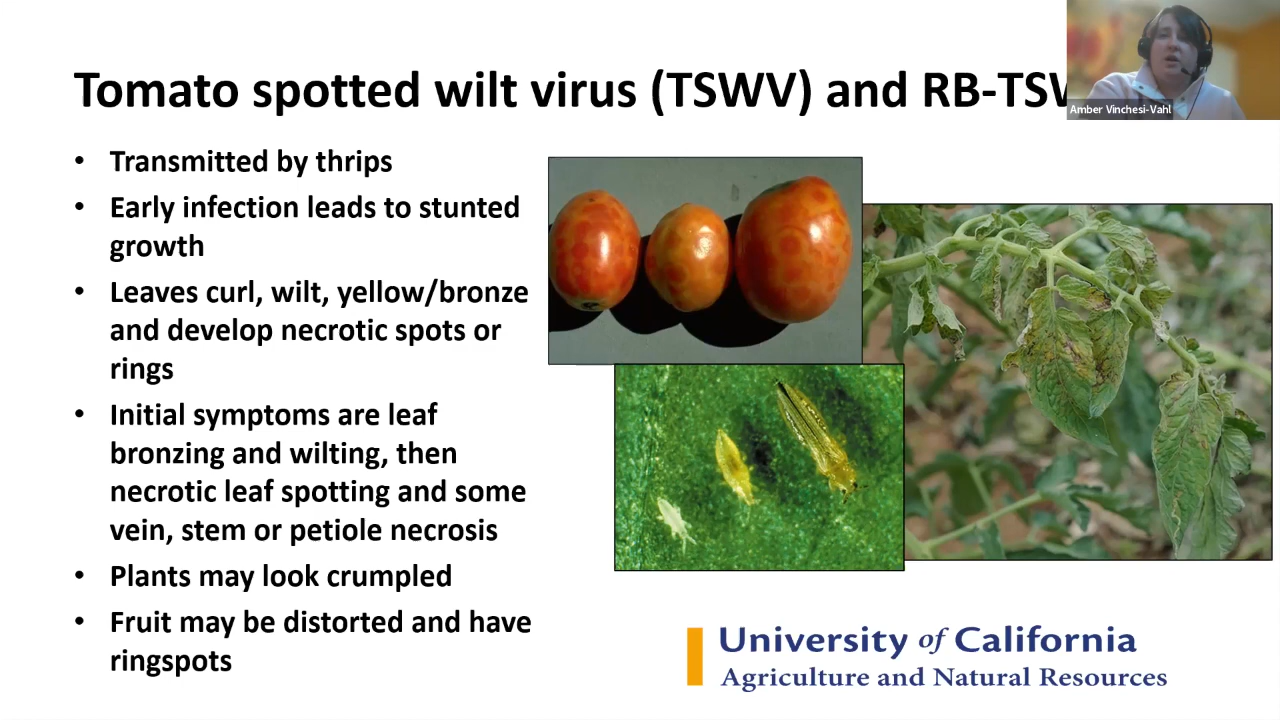 Tomato spotted wilt virus (TSWV) and RB-TSW
Amber Vinchesi-Vahl
• Transmitted by thrips
• Early infection leads to stunted
growth
• Leaves curl, wilt, yellow/bronze
and develop necrotic spots or
rings
• Initial symptoms are leaf
bronzing and wilting, then
necrotic leaf spotting and some
vein, stem or petiole necrosis
• Plants may look crumpled
• Fruit may be distorted and have
ringspots
University of California
Agriculture and Natural Resources